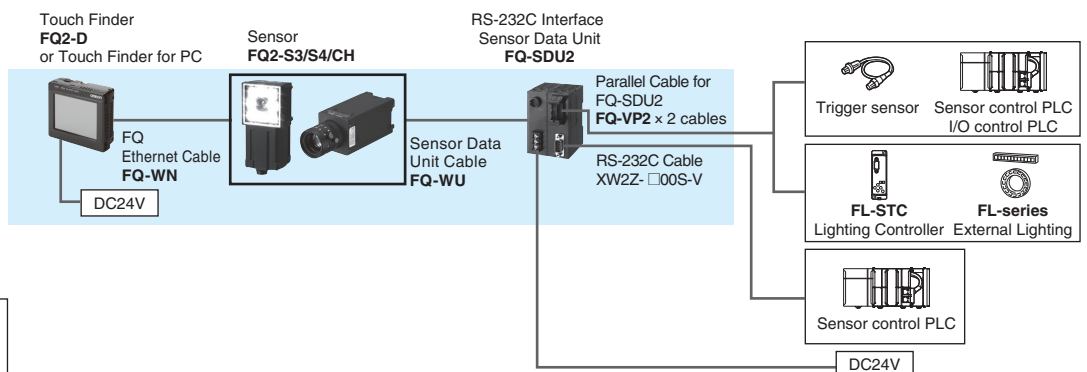 Touch Finder
FQ2-D
or Touch Finder for PC
Sensor
FQ2-S3/S4/CH
RS-232C Interface
Sensor Data Unit
FQ-SDU2
FQ
Ethernet Cable
FQ-WN
DC24V
Sensor Data
Unit Cable
FQ-WU
Parallel Cable for
FQ-SDU2
FQ-VP2 × 2 cables
RS-232C Cable
XW2Z- □00S-V
Trigger sensor
Sensor control PLC
I/O control PLC
FL-STC
Lighting Controller
FL-series
External Lighting
Sensor control PLC
DC24V